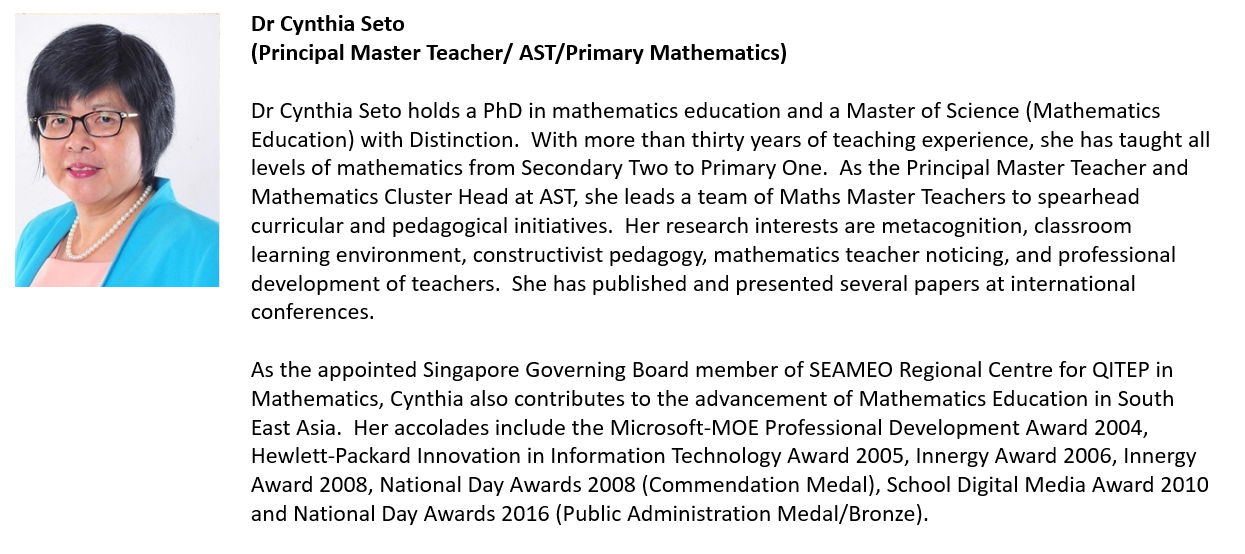 Dr Cynthia Seto
(Principal Master Teacher/ AST/Primary Mathematics)
Dr Cynthia Seto holds a PhD in mathematics education and a Master of Science (Mathematics
Education) with Distinction.  With more than thirty years of teaching experience, she has taught all
levels of mathematics from Secondary Two to Primary One.  As the Principal Master Teacher and
Mathematics Cluster Head at AST, she leads a team of Maths Master Teachers to spearhead
curricular and pedagogical initiatives.  Her research interests are metacognition, classroom
learning environment, constructivist pedagogy, mathematics teacher noticing, and professional
development of teachers.  She has published and presented several papers at international
conferences.
As the appointed Singapore Governing Board member of SEAMEO Regional Centre for QITEP in
Mathematics, Cynthia also contributes to the advancement of Mathematics Education in South
East Asia.  Her accolades include the Microsoft-MOE Professional Development Award 2004,
Hewlett-Packard Innovation in Information Technology Award 2005, Innergy Award 2006, Innergy
Award 2008, National Day Awards 2008 (Commendation Medal), School Digital Media Award 2010
and National Day Awards 2016 (Public Administration Medal/Bronze).